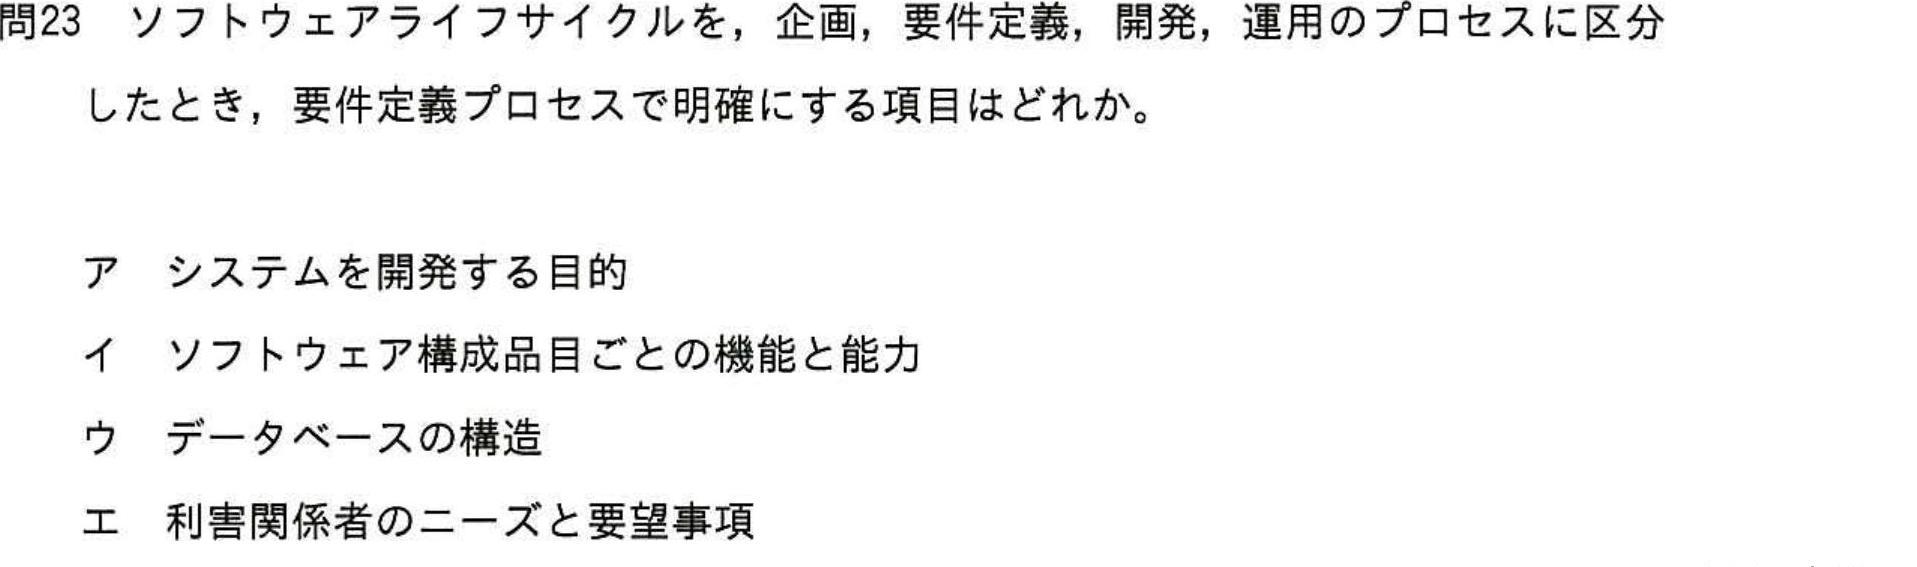 問23　ソフトウェアライフサイクルを，企画，要件定義，開発，運用のプロセスに区分
したとき，要件定義プロセスで明確にする項目はどれか。
ア　システムを開発する目的
イ　ソフトウェア構成品目ごとの機能と能力
ウ　データベースの構造
エ　利害関係者のニーズと要望事項